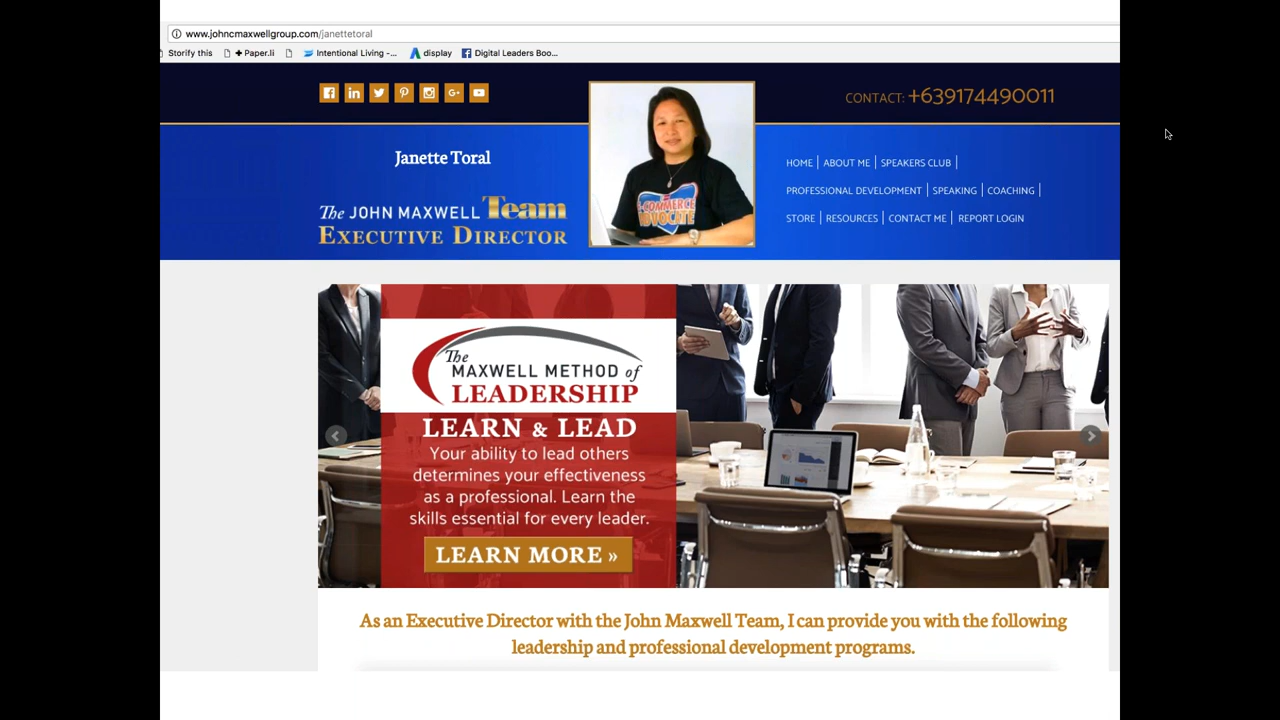 www.johncmaxwellgroup.com/janettetoral
Storify this
Paper.li
Intentional Living -...
display
Digital Leaders Boo...
CONTACT: +639174490011
Janette Toral
The JOHN MAXWELL Team
EXECUTIVE DIRECTOR
E-COMMERCE
ADVOCATE
HOME | ABOUT ME | SPEAKERS CLUB |
PROFESSIONAL DEVELOPMENT | SPEAKING | COACHING |
STORE | RESOURCES | CONTACT ME | REPORT LOGIN
The
MAXWELL METHOD of
LEADERSHIP
LEARN & LEAD
Your ability to lead others
determines your effectiveness
as a professional. Learn the
skills essential for every leader.
LEARN MORE »
As an Executive Director with the John Maxwell Team, I can provide you with the following
leadership and professional development programs.